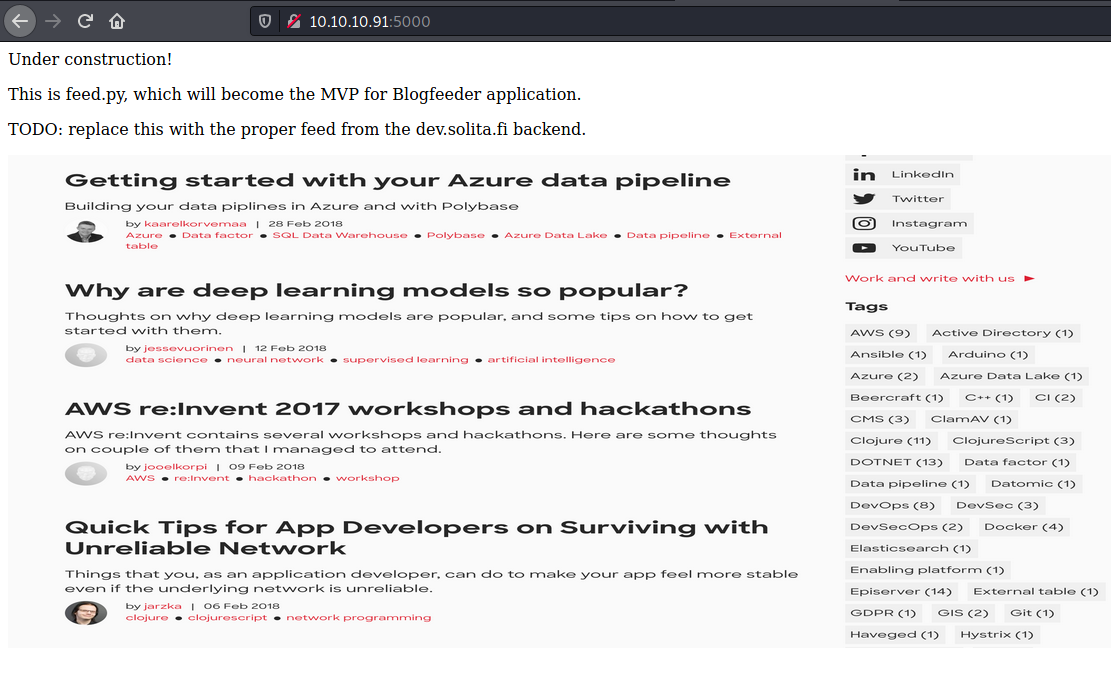 10.10.10.91:5000
Under construction!
This is feed.py, which will become the MVP for Blogfeeder application.
TODO: replace this with the proper feed from the dev.solita.fi backend.
Getting started with your Azure data pipeline
Building your data piplines in Azure and with Polybase
by kaarelkorvemaa | 28 Feb 2018
Azure ● Data factor ● SQL Data Warehouse ● Polybase ● Azure Data Lake ● Data pipeline ● External
table
Why are deep learning models so popular?
Thoughts on why deep learning models are popular, and some tips on how to get
started with them.
by jessevuorinen | 12 Feb 2018
data science ● neural network ● supervised learning ● artificial intelligence
AWS re:Invent 2017 workshops and hackathons
AWS re:Invent contains several workshops and hackathons. Here are some thoughts
on couple of them that I managed to attend.
by jooelkorpi | 09 Feb 2018
AWS ● re:Invent ● hackathon ● workshop
Quick Tips for App Developers on Surviving with
Unreliable Network
Things that you, as an application developer, can do to make your app feel more stable
even if the underlying network is unreliable.
by jarzka | 06 Feb 2018
clojure ● clojurescript ● network programming
LinkedIn
Twitter
Instagram
YouTube
Work and write with us ►
Tags
AWS (9) Active Directory (1)
Ansible (1) Arduino (1)
Azure (2) Azure Data Lake (1)
Beercraft (1) C++ (1) CI (2)
CMS (3) ClamAV (1)
Clojure (11) ClojureScript (3)
DOTNET (13) Data factor (1)
Data pipeline (1) Datomic (1)
DevOps (8) DevSec (3)
DevSecOps (2) Docker (4)
Elasticsearch (1)
Enabling platform (1)
Episerver (14) External table (1)
GDPR (1) GIS (2) Git (1)
Haveged (1) Hystrix (1)